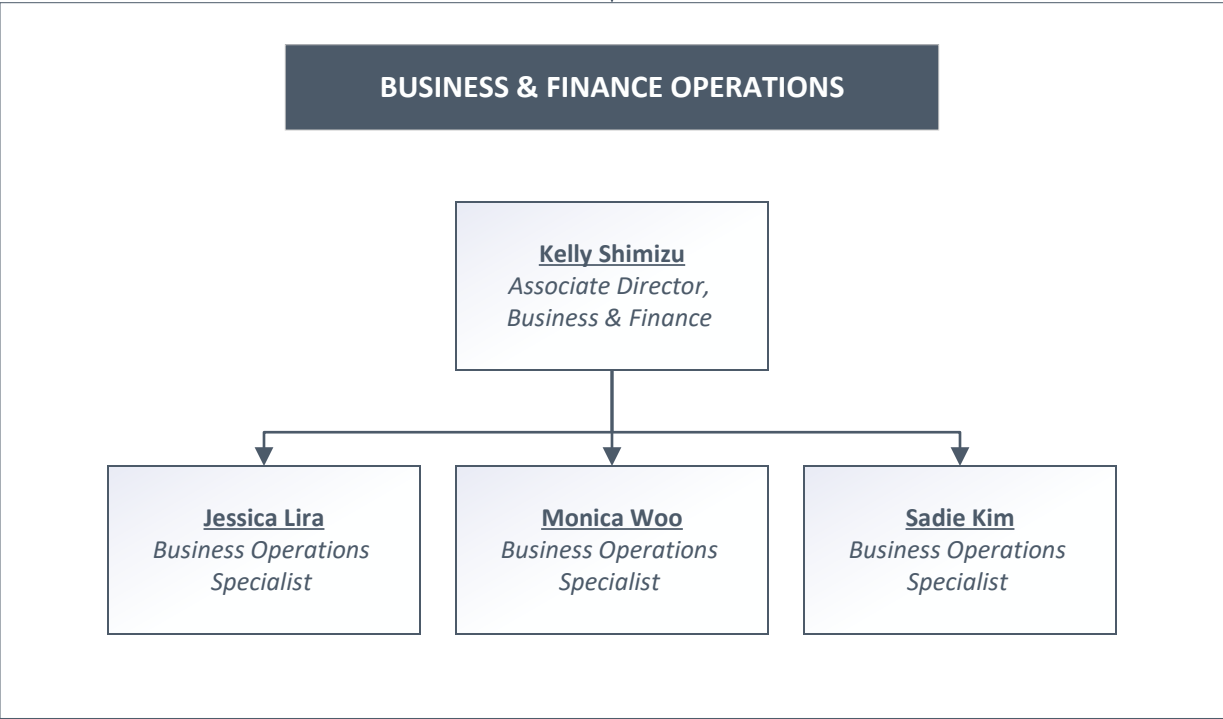 BUSINESS & FINANCE OPERATIONS
Kelly Shimizu
Associate Director,
Business & Finance
Jessica Lira
Business Operations
Specialist
Monica Woo
Business Operations
Specialist
Sadie Kim
Business Operations
Specialist